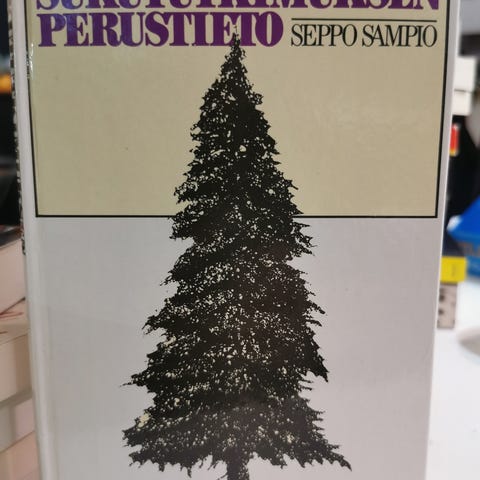 SUKUTUTKIMUKSEN
PERUSTIETO SEPPO SAMPIO